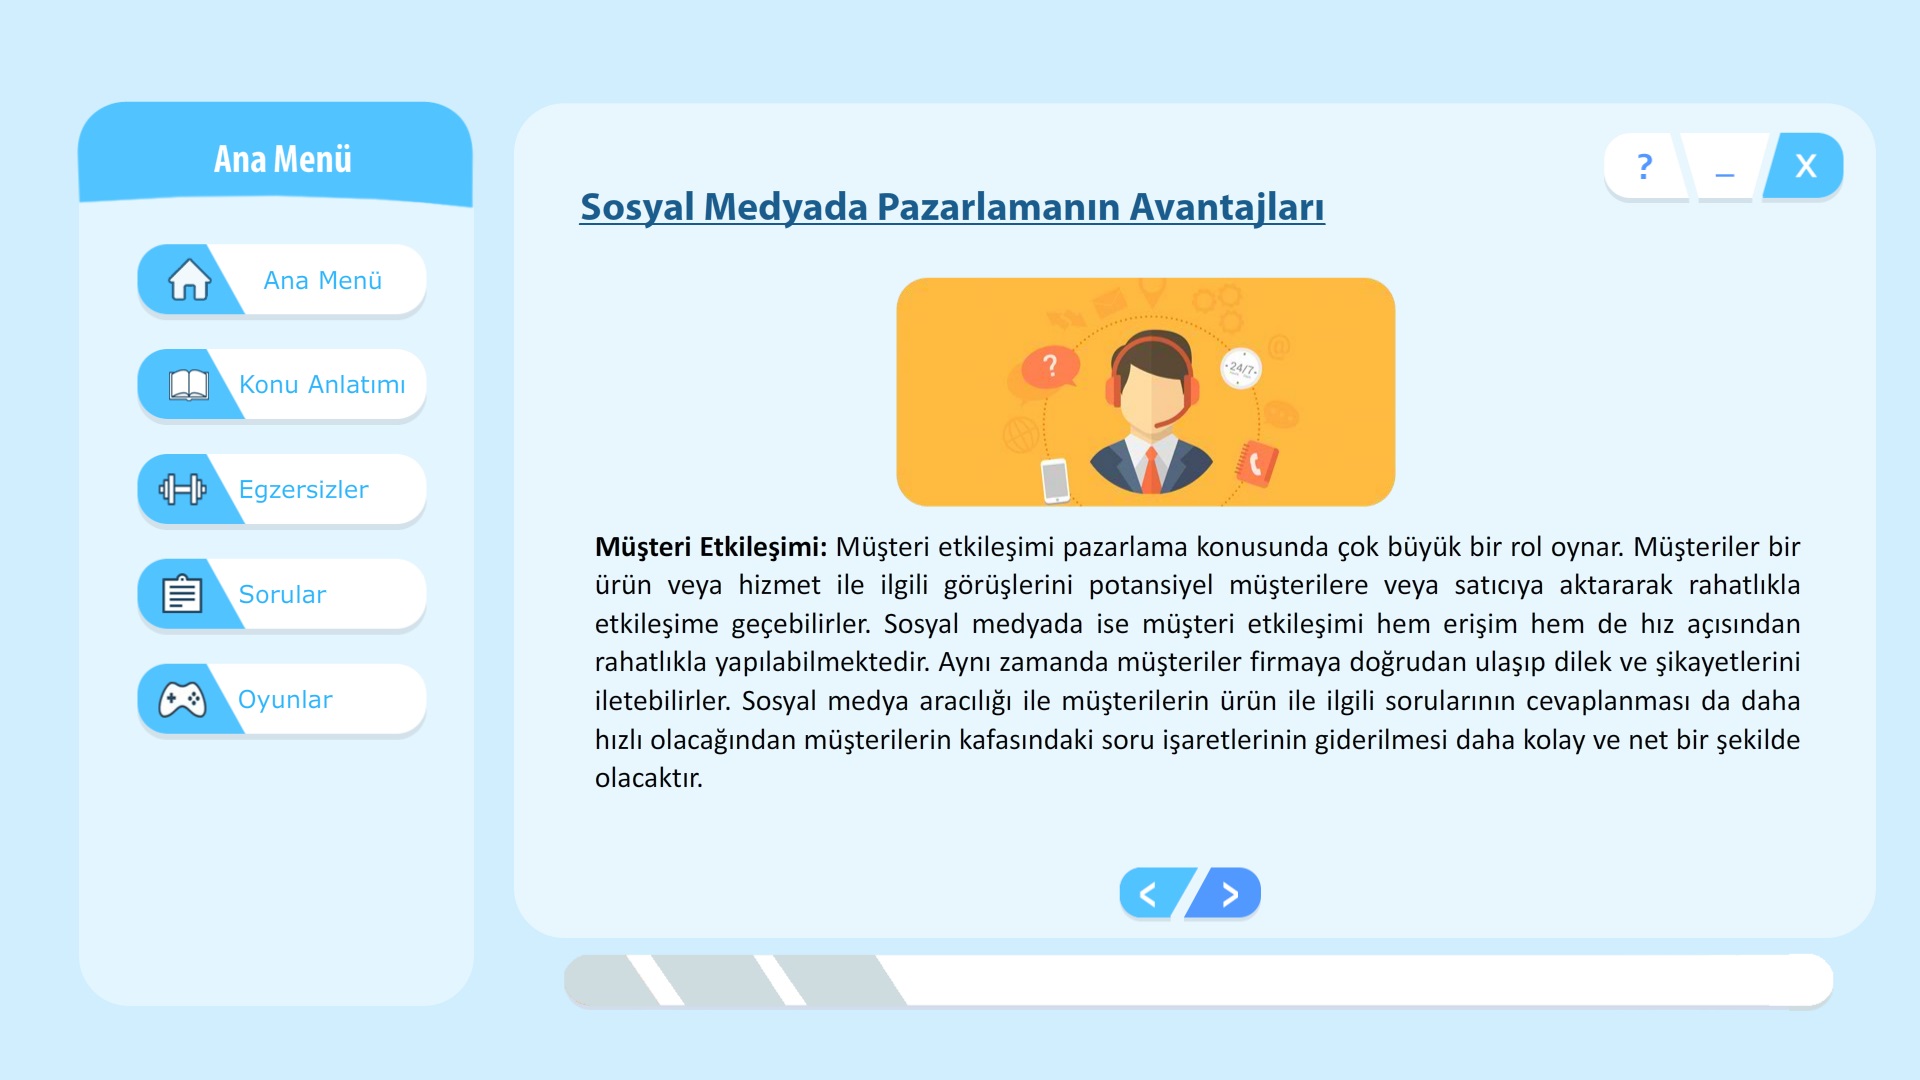 Ana Menü
Ana Menü
Konu Anlatımı
Egzersizler
Sorular
Oyunlar
? _ X
Sosyal Medyada Pazarlamanın Avantajları
?
24/7
@
Müşteri Etkileşimi: Müşteri etkileşimi pazarlama konusunda çok büyük bir rol oynar. Müşteriler bir
ürün veya hizmet ile ilgili görüşlerini potansiyel müşterilere veya satıcıya aktararak rahatlıkla
etkileşime geçebilirler. Sosyal medyada ise müşteri etkileşimi hem erişim hem de hız açısından
rahatlıkla yapılabilmektedir. Aynı zamanda müşteriler firmaya doğrudan ulaşıp dilek ve şikayetlerini
iletebilirler. Sosyal medya aracılığı ile müşterilerin ürün ile ilgili sorularının cevaplanması da daha
hızlı olacağından müşterilerin kafasındaki soru işaretlerinin giderilmesi daha kolay ve net bir şekilde
olacaktır.
< >